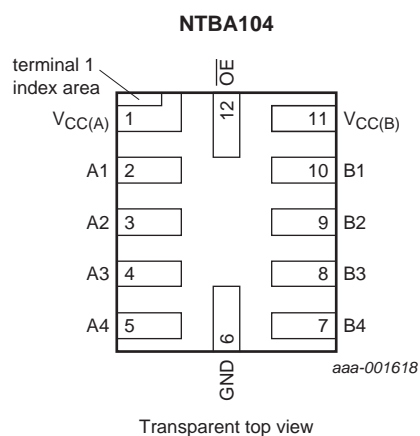 NTBA104
terminal 1
index area
OE
VCC(A) 1 12 11 VCC(B)
A1 2 10 B1
A2 3 9 B2
A3 4 8 B3
A4 5 6 7 B4
GND
aaa-001618
Transparent top view